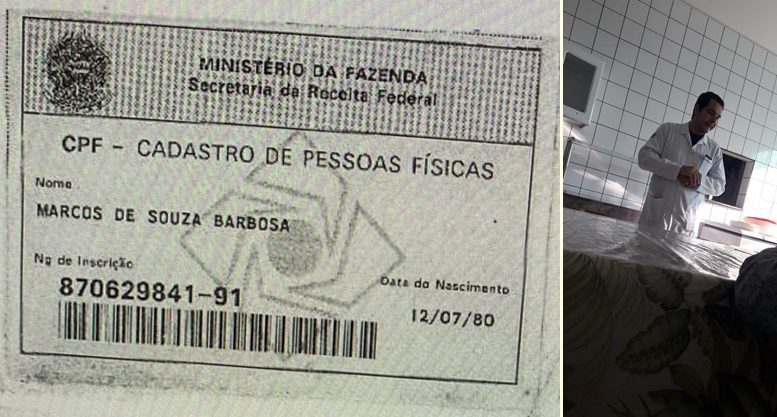 MINISTÉRIO DA FAZENDA
Secretaria da Receita Federal
CPF - CADASTRO DE PESSOAS FÍSICAS
Nome
MARCOS DE SOUZA BARBOSA
Nº de Inscrição
Data do Nascimento
870629841-91
12/07/80